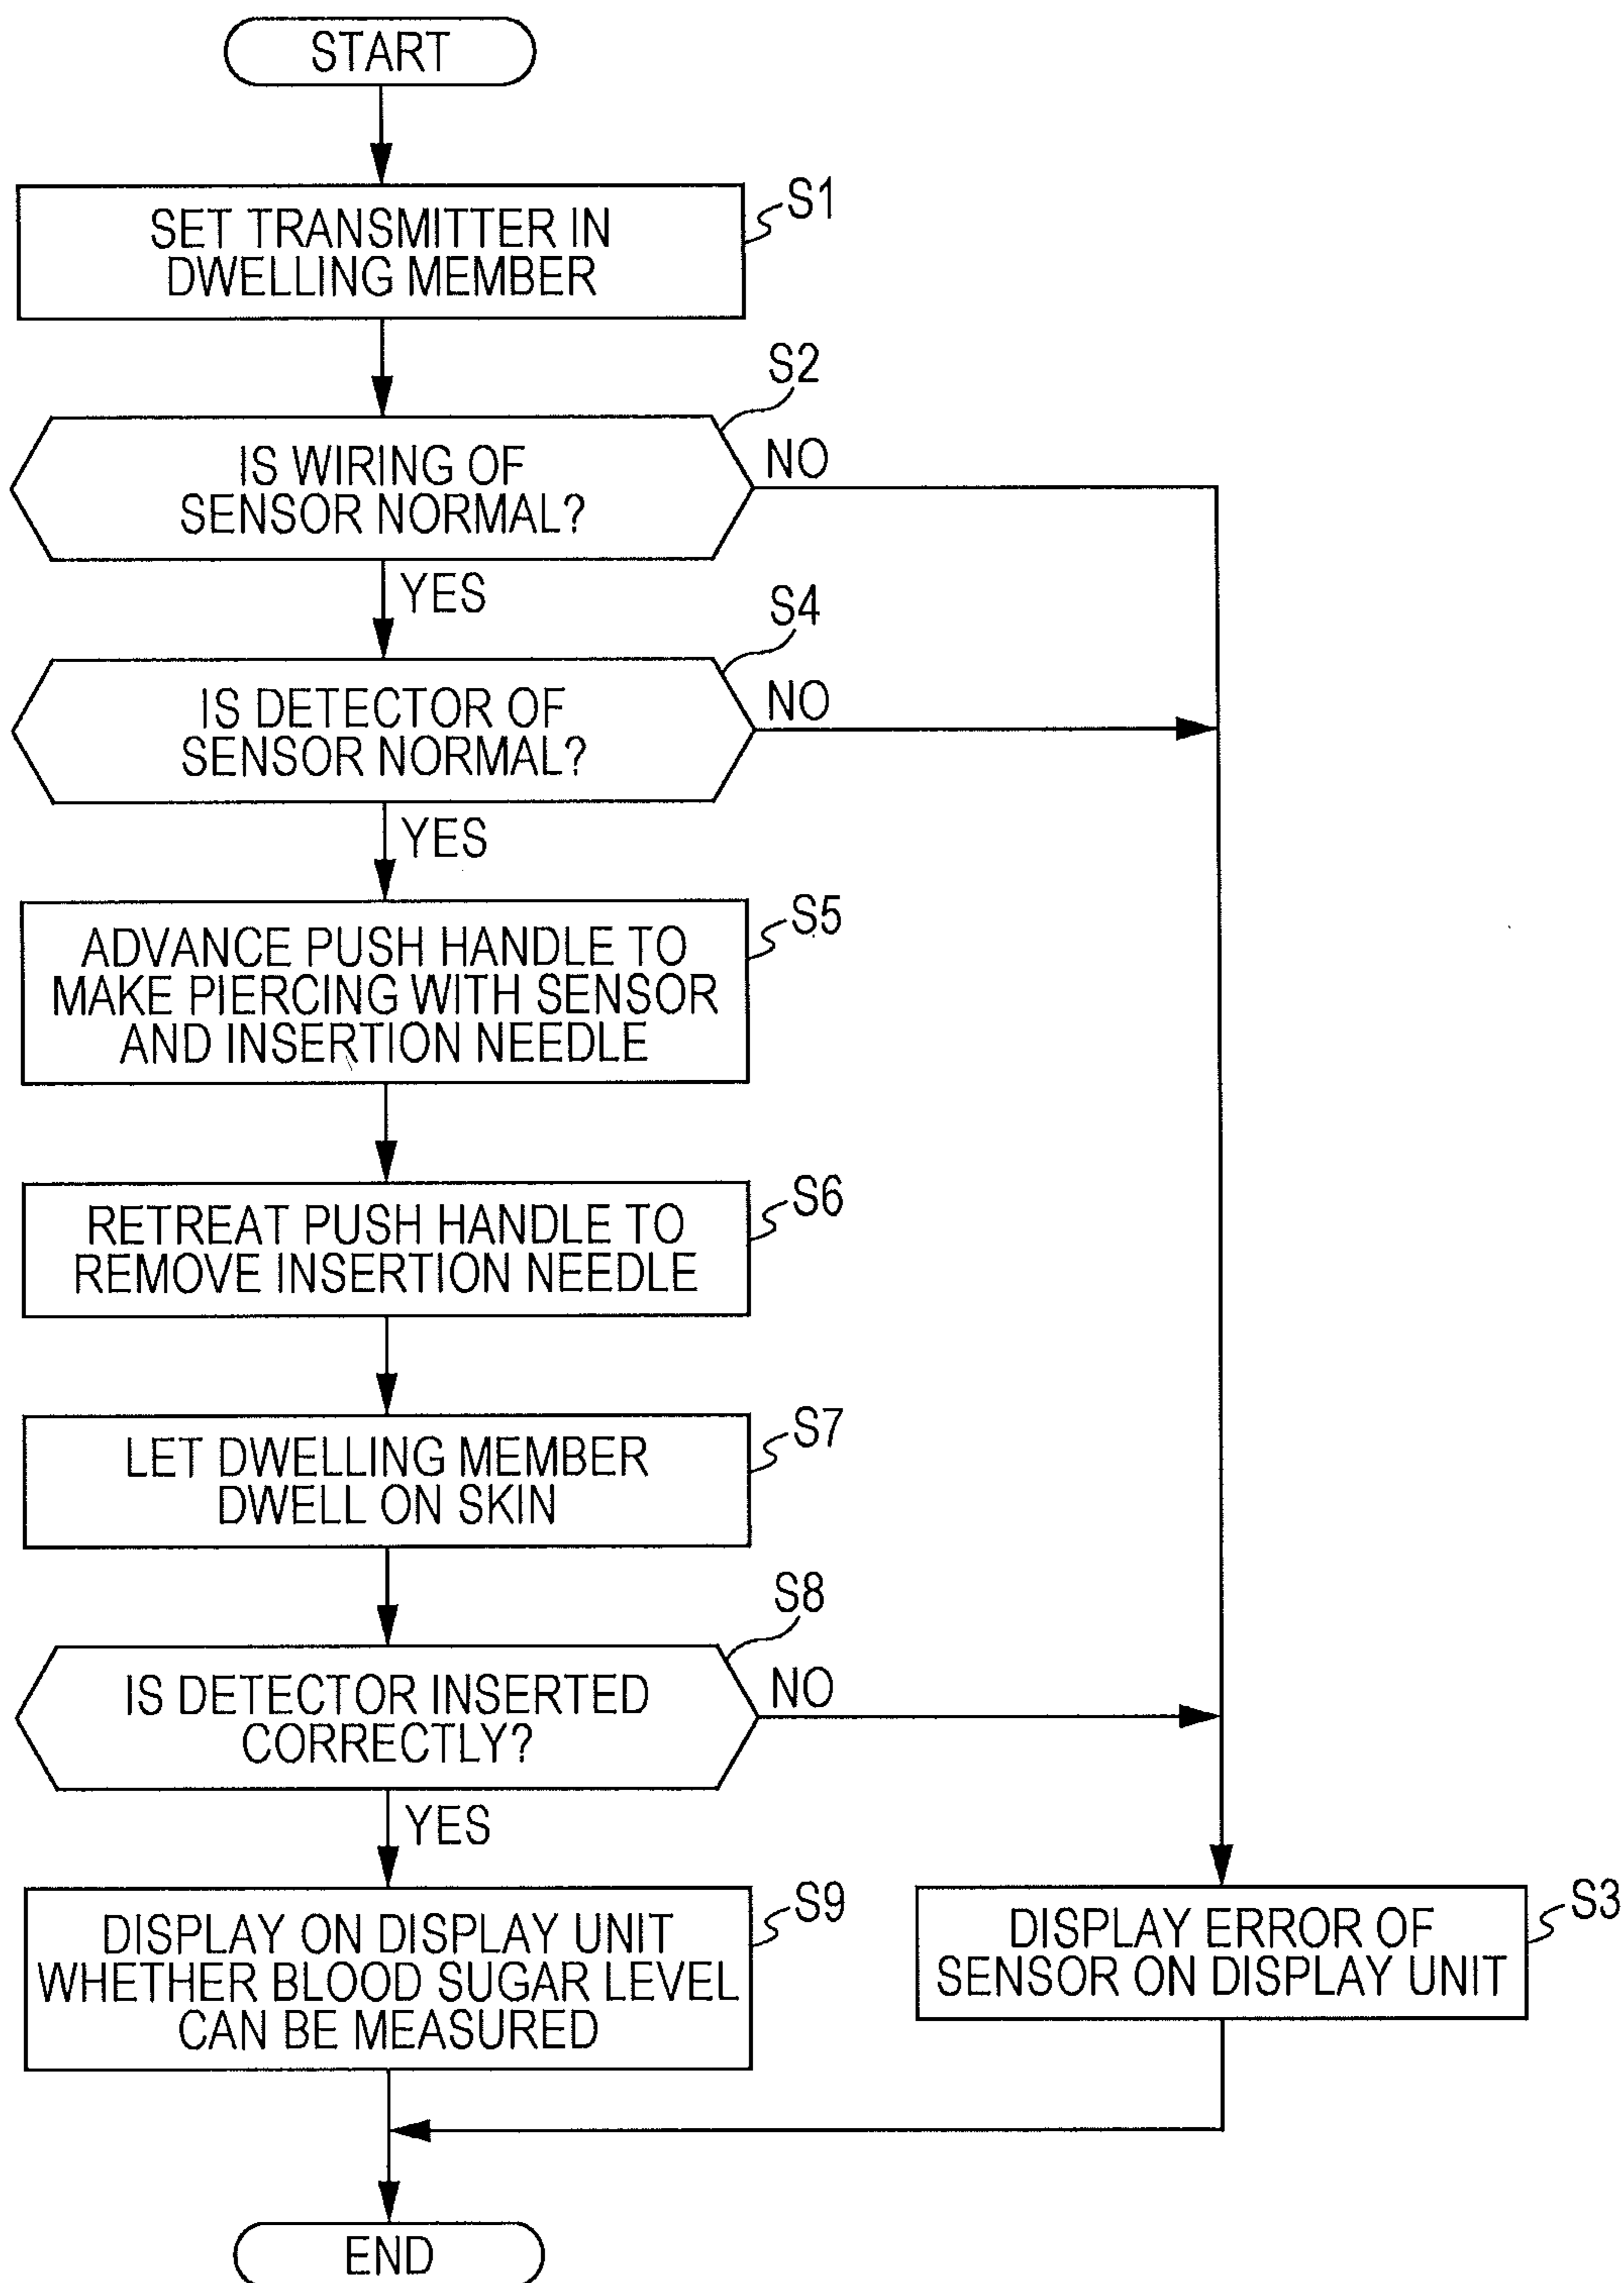 START
S1
SET TRANSMITTER IN
DWELLING MEMBER
S2
IS WIRING OF
SENSOR NORMAL?
NO
YES
S4
IS DETECTOR OF
SENSOR NORMAL?
NO
YES
S5
ADVANCE PUSH HANDLE TO
MAKE PIERCING WITH SENSOR
AND INSERTION NEEDLE
S6
RETREAT PUSH HANDLE TO
REMOVE INSERTION NEEDLE
S7
LET DWELLING MEMBER
DWELL ON SKIN
S8
IS DETECTOR INSERTED
CORRECTLY?
NO
YES
S9
DISPLAY ON DISPLAY UNIT
WHETHER BLOOD SUGAR LEVEL
CAN BE MEASURED
S3
DISPLAY ERROR OF
SENSOR ON DISPLAY UNIT
END